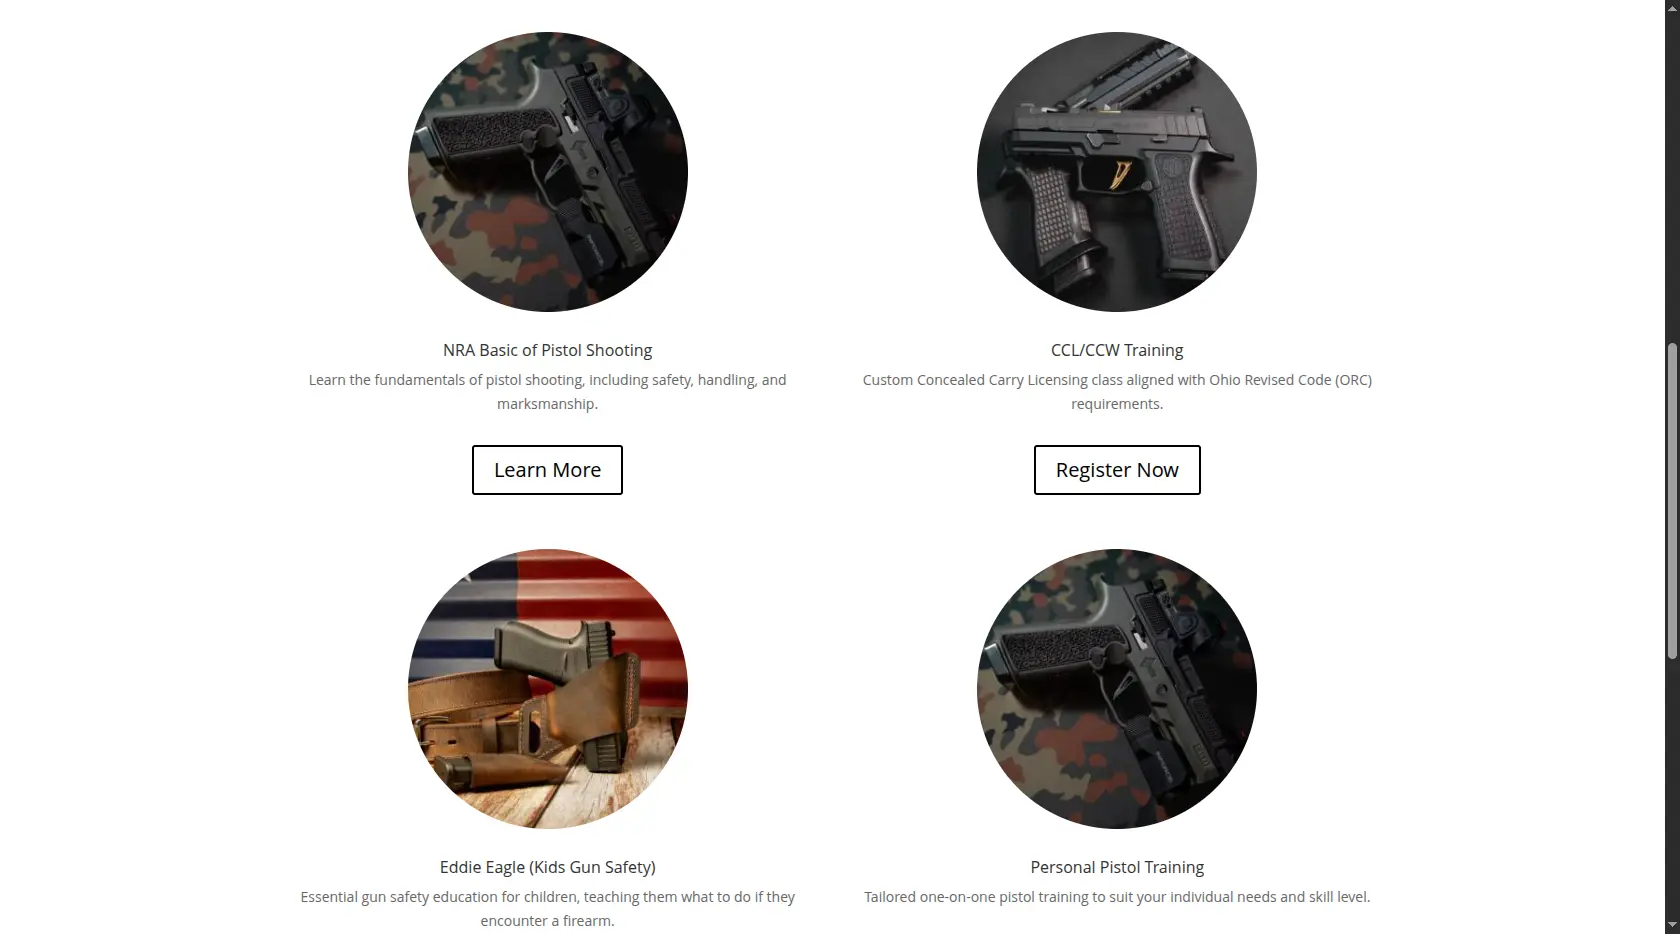 NRA Basic of Pistol Shooting
Learn the fundamentals of pistol shooting, including safety, handling, and
marksmanship.
Learn More
CCL/CCW Training
Custom Concealed Carry Licensing class aligned with Ohio Revised Code (ORC)
requirements.
Register Now
Eddie Eagle (Kids Gun Safety)
Essential gun safety education for children, teaching them what to do if they
encounter a firearm.
Personal Pistol Training
Tailored one-on-one pistol training to suit your individual needs and skill level.